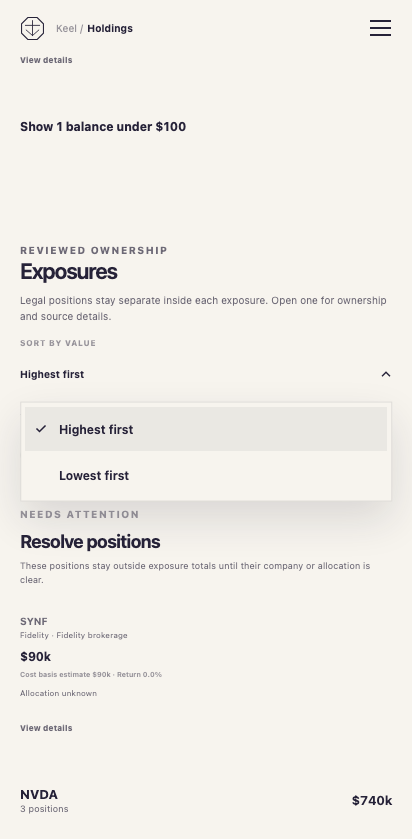 Keel / Holdings
View details
Show 1 balance under $100
REVIEWED OWNERSHIP
Exposures
Legal positions stay separate inside each exposure. Open one for ownership
and source details.
SORT BY VALUE
Highest first
Highest first
Lowest first
NEEDS ATTENTION
Resolve positions
These positions stay outside exposure totals until their company or allocation is
clear.
SYNF
Fidelity · Fidelity brokerage
$90k
Cost basis estimate $90k · Return 0.0%
Allocation unknown
View details
NVDA
3 positions
$740k